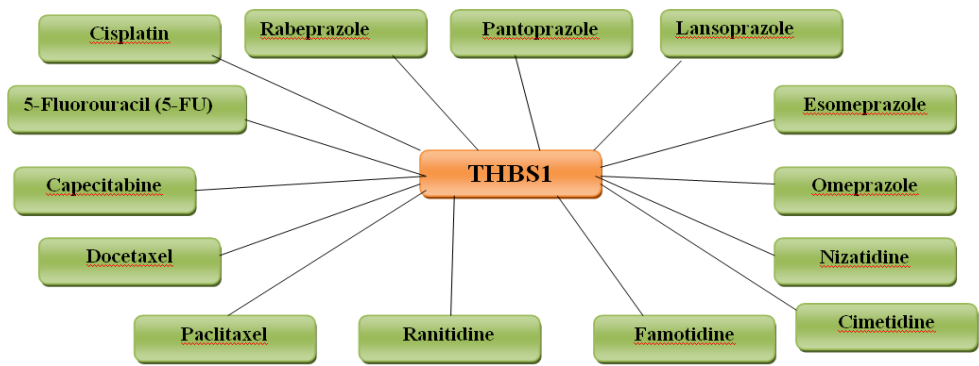 Cisplatin
Rabeprazole
Pantoprazole
Lansoprazole
5-Fluorouracil (5-FU)
Esomeprazole
THBS1
Capecitabine
Omeprazole
Docetaxel
Nizatidine
Paclitaxel
Ranitidine
Famotidine
Cimetidine